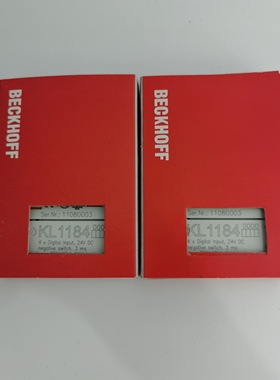 BECKHOFF
Ser.Nr.: 11080003
KL1184
4 x Digital Input, 24V DC
negative switch, 3 ms
BECKHOFF
Ser.Nr.: 11080003
KL1184
4 x Digital Input, 24V DC
negative switch, 3 ms